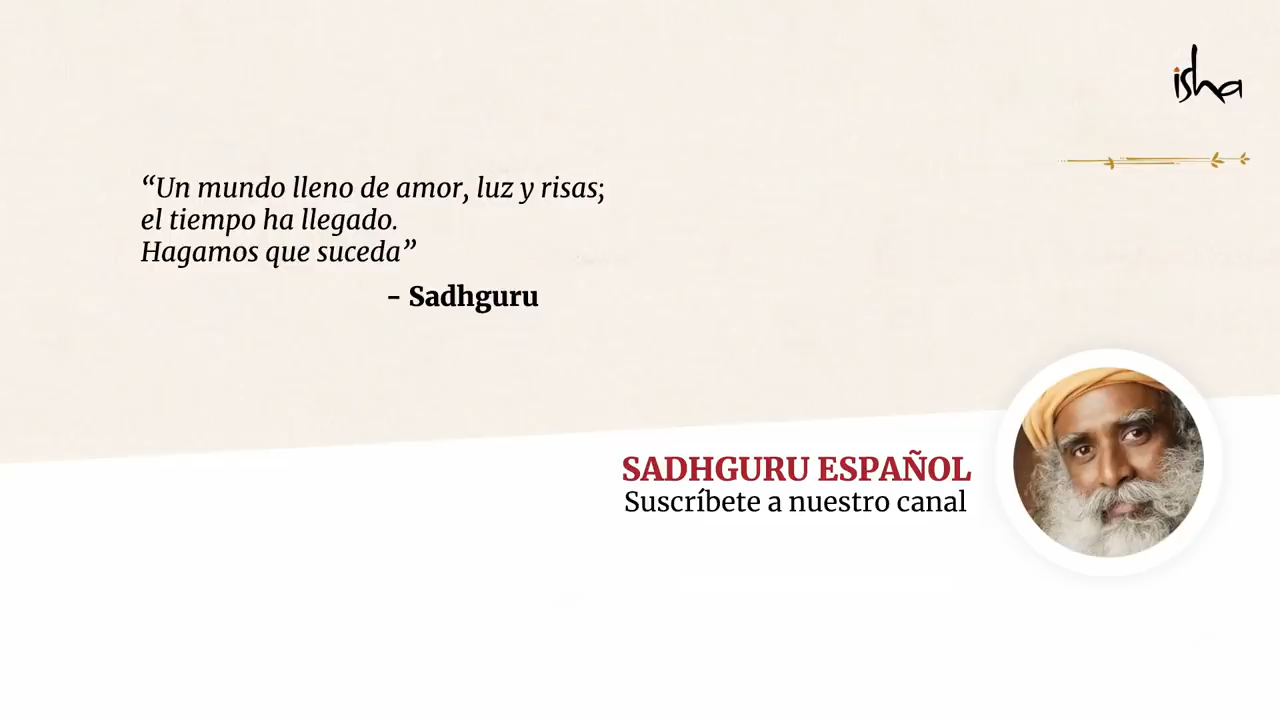 isha
“Un mundo lleno de amor, luz y risas;
el tiempo ha llegado.
Hagamos que suceda”
- Sadhguru
SADHGURU ESPAÑOL
Suscríbete a nuestro canal